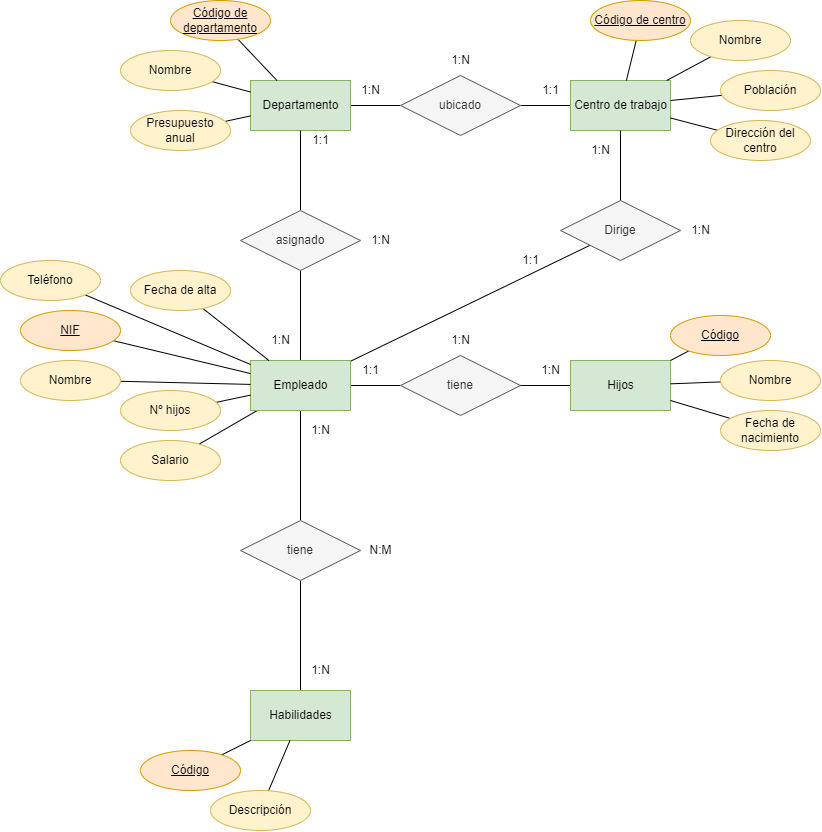 Código de
departamento
Código de centro
Nombre
1:N
Nombre
Departamento
1:N
ubicado
1:1
Centro de trabajo
Población
Presupuesto
anual
Dirección del
centro
1:1
1:N
asignado
1:N
Dirige
1:N
1:1
Teléfono
Fecha de alta
NIF
1:N
1:N
Código
Nombre
Empleado
1:1
tiene
1:N
Hijos
Nombre
Nº hijos
Fecha de
nacimiento
Salario
1:N
tiene
N:M
1:N
Habilidades
Código
Descripción